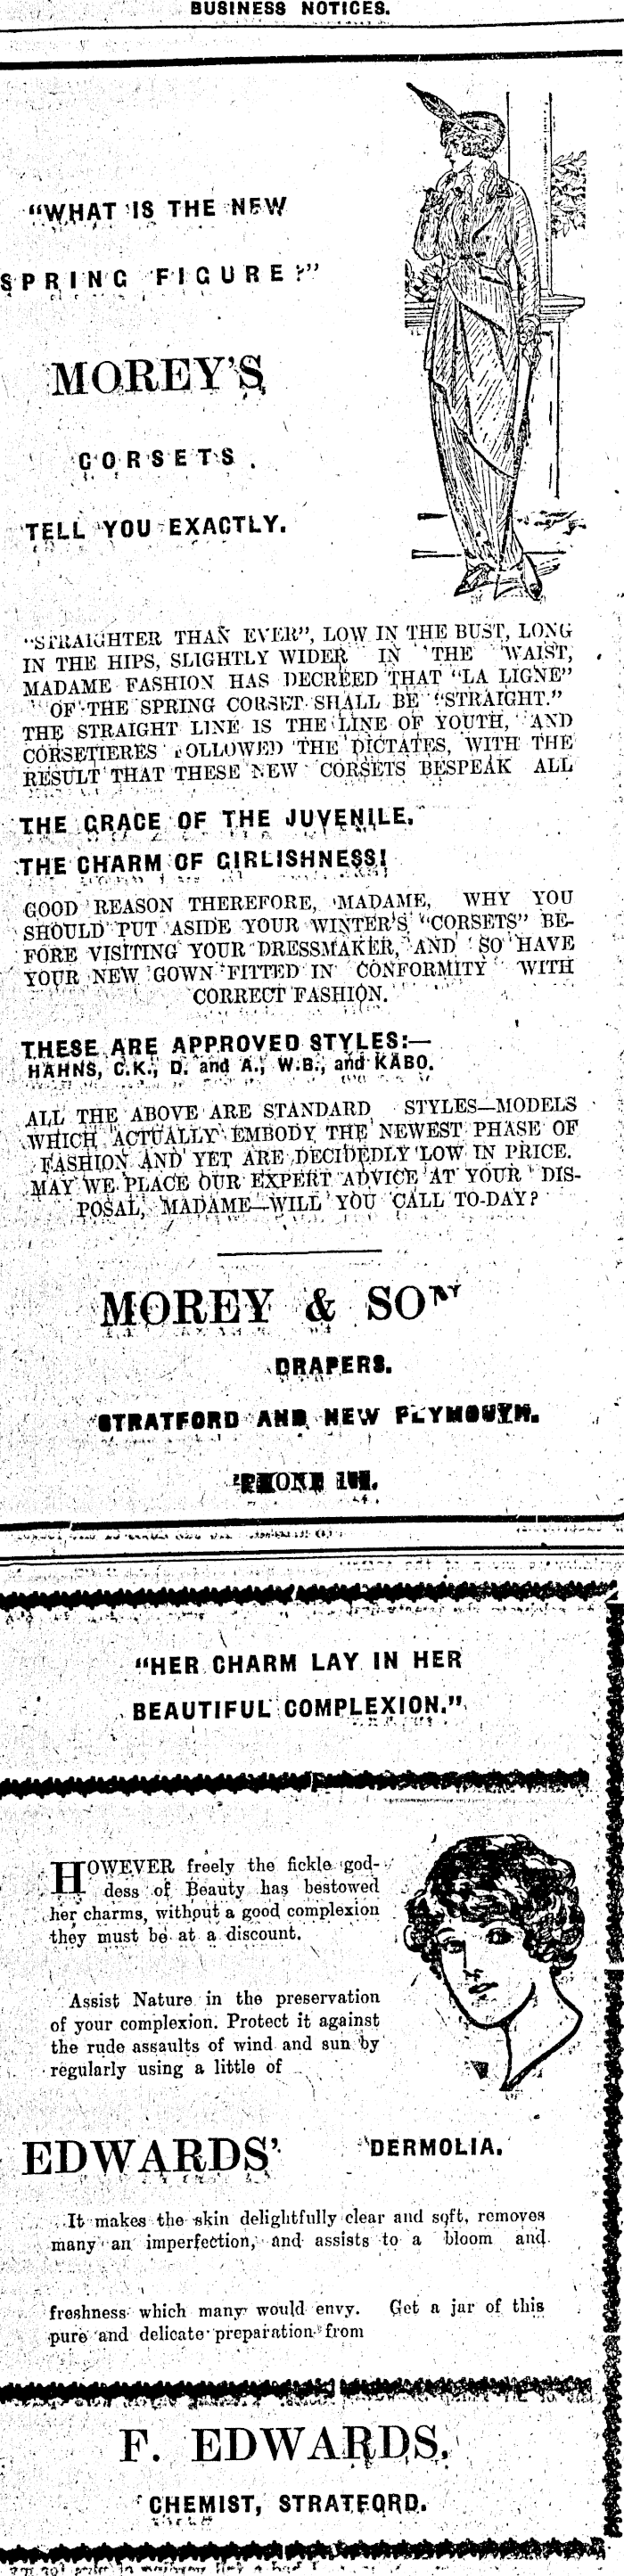 BUSINESS NOTICES.
"WHAT IS THE NEW
SPRING FIGURE?"
MOREY'S
CORSETS
TELL YOU EXACTLY.
"STRAIGHTER THAN EVER", LOW IN THE BUST, LONG
IN THE HIPS, SLIGHTLY WIDER IN THE WAIST,
MADAME FASHION HAS DECREED THAT "LA LIGNE"
OF THE SPRING CORSET SHALL BE "STRAIGHT."
THE STRAIGHT LINE IS THE LINE OF YOUTH, AND
CORSETIERES FOLLOWED THE DICTATES, WITH THE
RESULT THAT THESE NEW CORSETS BESPEAK ALL
THE GRACE OF THE JUVENILE,
THE CHARM OF GIRLISHNESS!
GOOD REASON THEREFORE, MADAME, WHY YOU
SHOULD PUT ASIDE YOUR WINTER'S "CORSETS" BE-
FORE VISITING YOUR DRESSMAKER, AND SO HAVE
YOUR NEW GOWN FITTED IN CONFORMITY WITH
CORRECT FASHION.
THESE ARE APPROVED STYLES:—
HAHNS, C.K., D. and A., W.B., and KABO.
ALL THE ABOVE ARE STANDARD STYLES—MODELS
WHICH ACTUALLY EMBODY THE NEWEST PHASE OF
FASHION AND YET ARE DECIDEDLY LOW IN PRICE.
MAY WE PLACE OUR EXPERT ADVICE AT YOUR DIS-
POSAL, MADAME—WILL YOU CALL TO-DAY?
MOREY & SON
DRAPERS.
STRATFORD AND NEW PLYMOUTH.
'PHONE
"HER CHARM LAY IN HER
BEAUTIFUL COMPLEXION."
HOWEVER freely the fickle god-
dess of Beauty has bestowed
her charms, without a good complexion
they must be at a discount.
Assist Nature in the preservation
of your complexion. Protect it against
the rude assaults of wind and sun by
regularly using a little of
EDWARDS' DERMOLIA.
It makes the skin delightfully clear and soft, removes
many an imperfection, and assists to a bloom and
freshness which many would envy. Get a jar of this
pure and delicate preparation from
F. EDWARDS,
CHEMIST, STRATFORD.